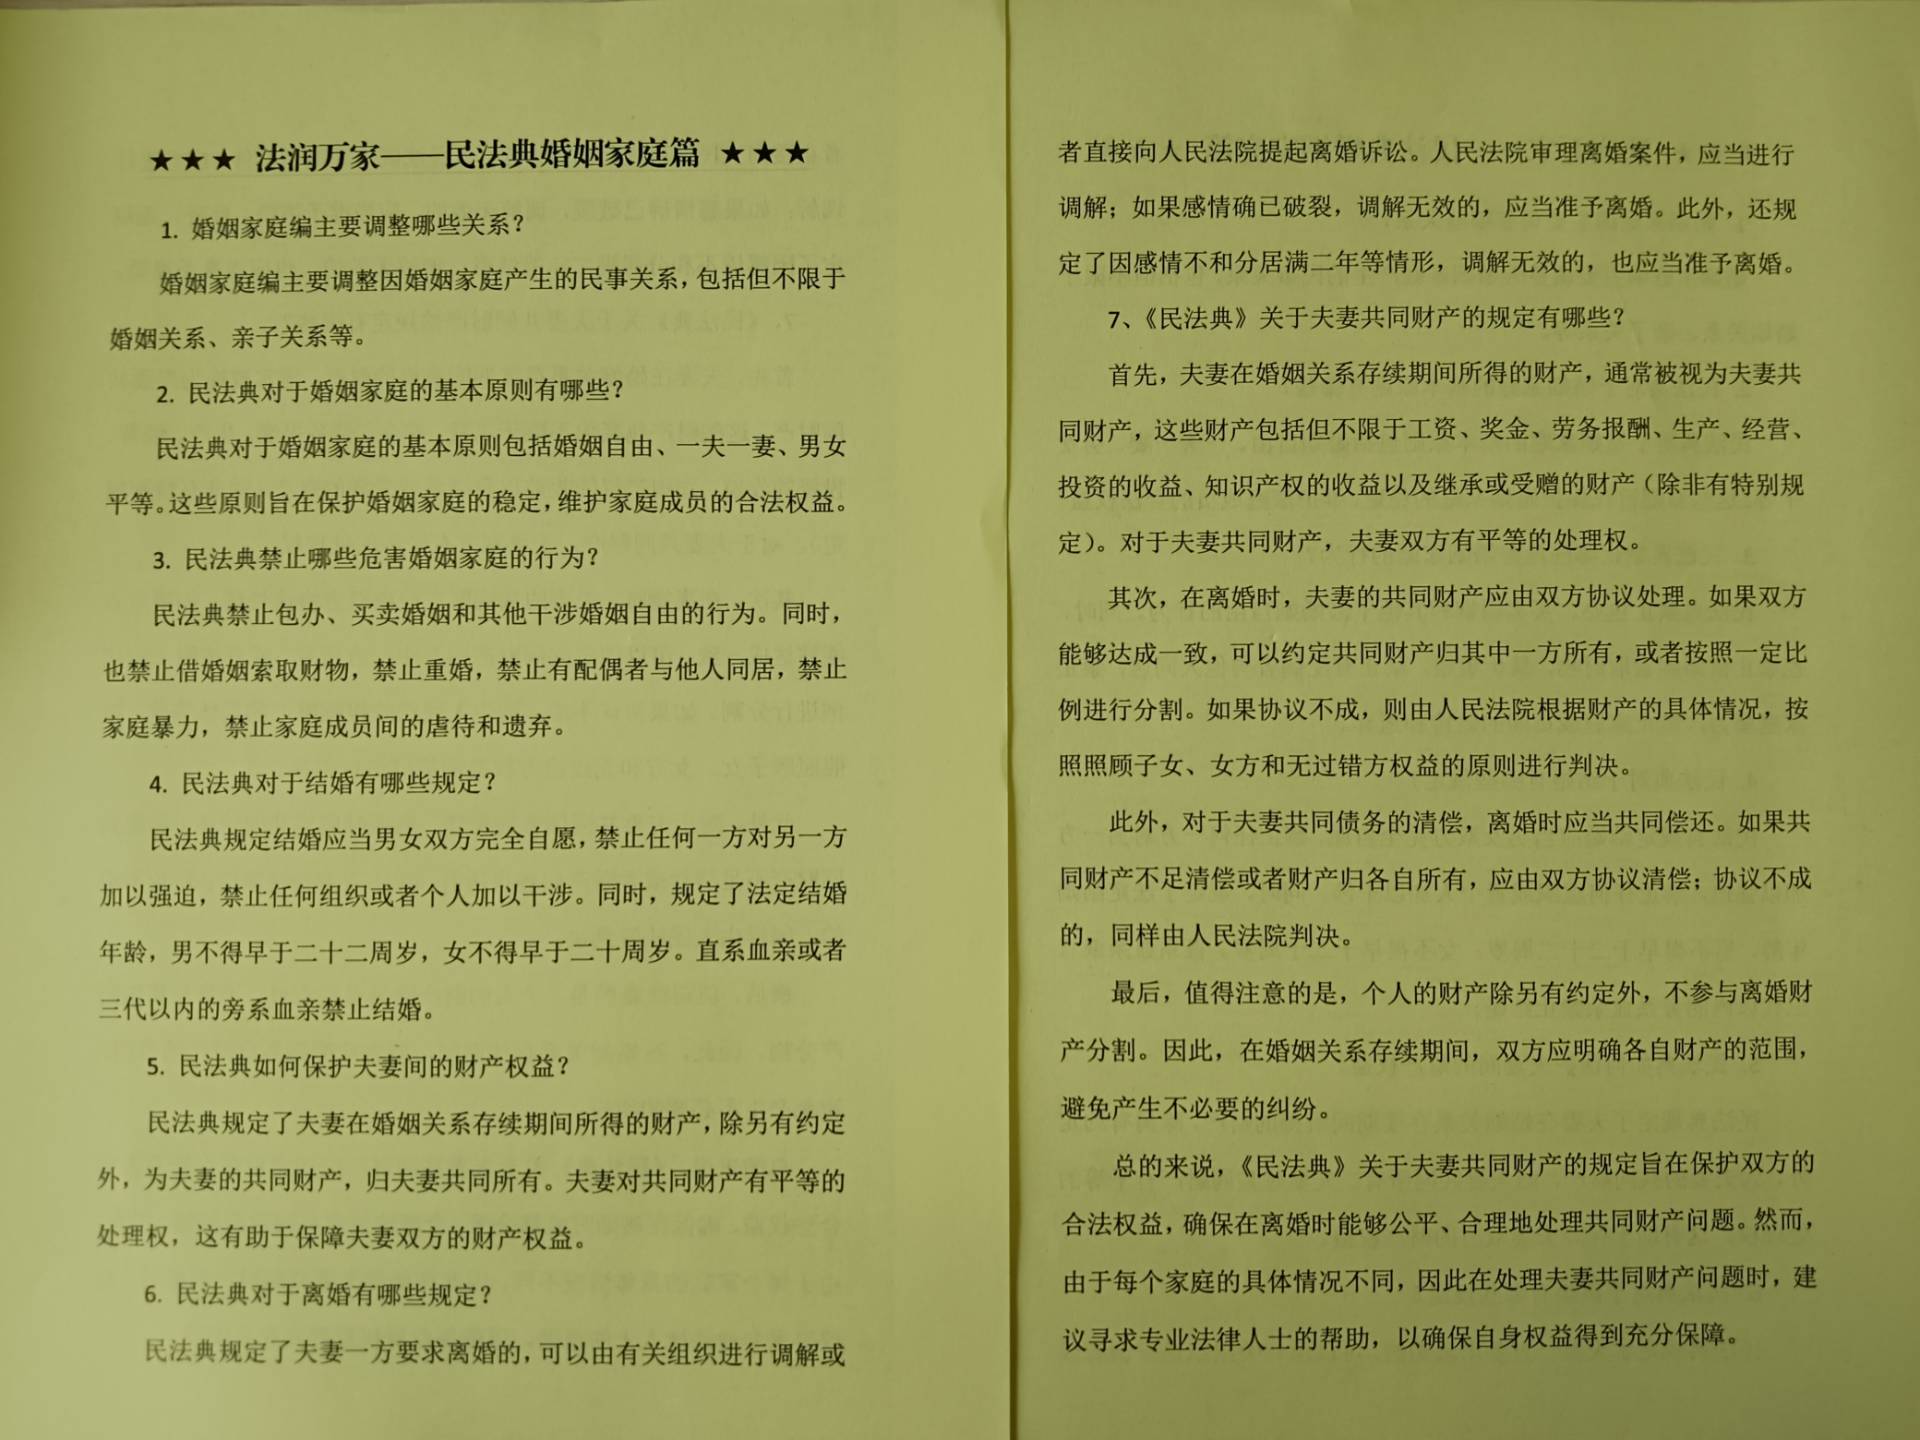 ★★★ 法润万家——民法典婚姻家庭篇 ★★★
1. 婚姻家庭编主要调整哪些关系？
婚姻家庭编主要调整因婚姻家庭产生的民事关系，包括但不限于
婚姻关系、亲子关系等。
2. 民法典对于婚姻家庭的基本原则有哪些？
民法典对于婚姻家庭的基本原则包括婚姻自由、一夫一妻、男女
平等。这些原则旨在保护婚姻家庭的稳定，维护家庭成员的合法权益。
3. 民法典禁止哪些危害婚姻家庭的行为？
民法典禁止包办、买卖婚姻和其他干涉婚姻自由的行为。同时，
也禁止借婚姻索取财物，禁止重婚，禁止有配偶者与他人同居，禁止
家庭暴力，禁止家庭成员间的虐待和遗弃。
4. 民法典对于结婚有哪些规定？
民法典规定结婚应当男女双方完全自愿，禁止任何一方对另一方
加以强迫，禁止任何组织或者个人加以干涉。同时，规定了法定结婚
年龄，男不得早于二十二周岁，女不得早于二十周岁。直系血亲或者
三代以内的旁系血亲禁止结婚。
5. 民法典如何保护夫妻间的财产权益？
民法典规定了夫妻在婚姻关系存续期间所得的财产，除另有约定
外，为夫妻的共同财产，归夫妻共同所有。夫妻对共同财产有平等的
处理权，这有助于保障夫妻双方的财产权益。
6. 民法典对于离婚有哪些规定？
民法典规定了夫妻一方要求离婚的，可以由有关组织进行调解或
者直接向人民法院提起离婚诉讼。人民法院审理离婚案件，应当进行
调解；如果感情确已破裂，调解无效的，应当准予离婚。此外，还规
定了因感情不和分居满二年等情形，调解无效的，也应当准予离婚。
7、《民法典》关于夫妻共同财产的规定有哪些？
首先，夫妻在婚姻关系存续期间所得的财产，通常被视为夫妻共
同财产，这些财产包括但不限于工资、奖金、劳务报酬、生产、经营、
投资的收益、知识产权的收益以及继承或受赠的财产（除非有特别规
定）。对于夫妻共同财产，夫妻双方有平等的处理权。
其次，在离婚时，夫妻的共同财产应由双方协议处理。如果双方
能够达成一致，可以约定共同财产归其中一方所有，或者按照一定比
例进行分割。如果协议不成，则由人民法院根据财产的具体情况，按
照照顾子女、女方和无过错方权益的原则进行判决。
此外，对于夫妻共同债务的清偿，离婚时应当共同偿还。如果共
同财产不足清偿或者财产归各自所有，应由双方协议清偿；协议不成
的，同样由人民法院判决。
最后，值得注意的是，个人的财产除另有约定外，不参与离婚财
产分割。因此，在婚姻关系存续期间，双方应明确各自财产的范围，
避免产生不必要的纠纷。
总的来说，《民法典》关于夫妻共同财产的规定旨在保护双方的
合法权益，确保在离婚时能够公平、合理地处理共同财产问题。然而，
由于每个家庭的具体情况不同，因此在处理夫妻共同财产问题时，建
议寻求专业法律人士的帮助，以确保自身权益得到充分保障。